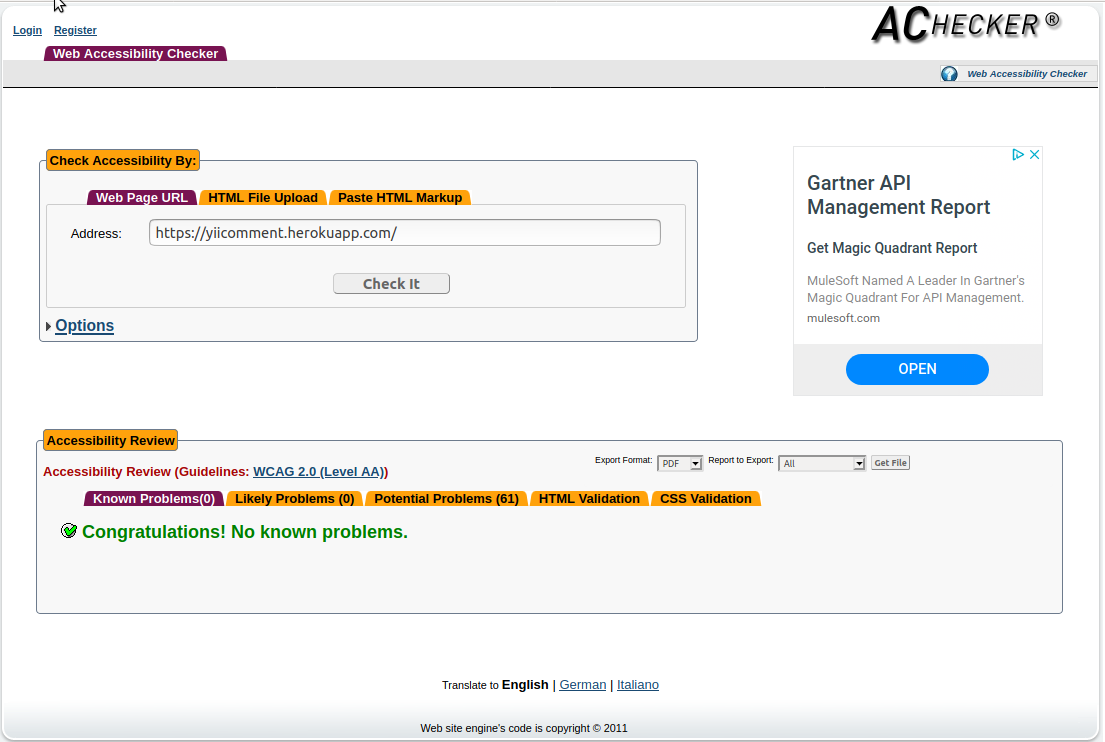 Login Register
ACHECKER ®
Web Accessibility Checker
Web Accessibility Checker
Check Accessibility By:
Web Page URL HTML File Upload Paste HTML Markup
Address: https://yiicomment.herokuapp.com/
Check It
Options
Gartner API
Management Report
Get Magic Quadrant Report
MuleSoft Named A Leader In Gartner's
Magic Quadrant For API Management.
mulesoft.com
OPEN
Accessibility Review
Accessibility Review (Guidelines: WCAG 2.0 (Level AA))
Export Format: PDF Report to Export: All Get File
Known Problems(0) Likely Problems (0) Potential Problems (61) HTML Validation CSS Validation
Congratulations! No known problems.
Translate to English | German | Italiano
Web site engine's code is copyright © 2011